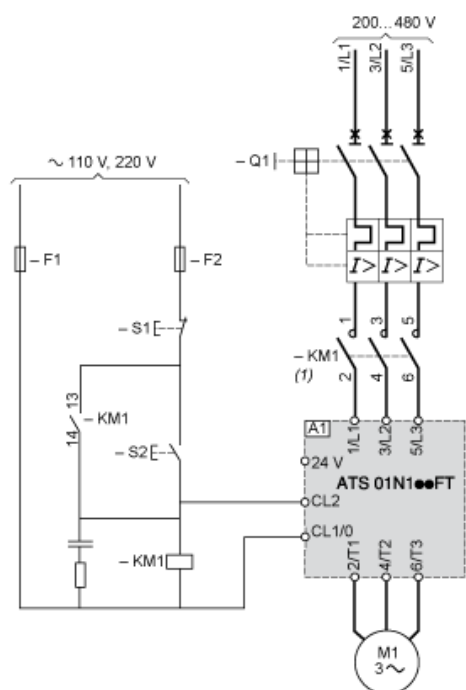 200...480 V
1/L1
3/L2
5/L3
– Q1
~ 110 V, 220 V
I>
I>
I>
– F1
– F2
– S1
1
3
5
– KM1
(1)
2
4
6
13
14
– KM1
– S2
A1
1/L1
3/L2
5/L3
24 V
ATS 01N1●●FT
CL2
CL1/0
– KM1
2/T1
4/T2
6/T3
M1
3 ~